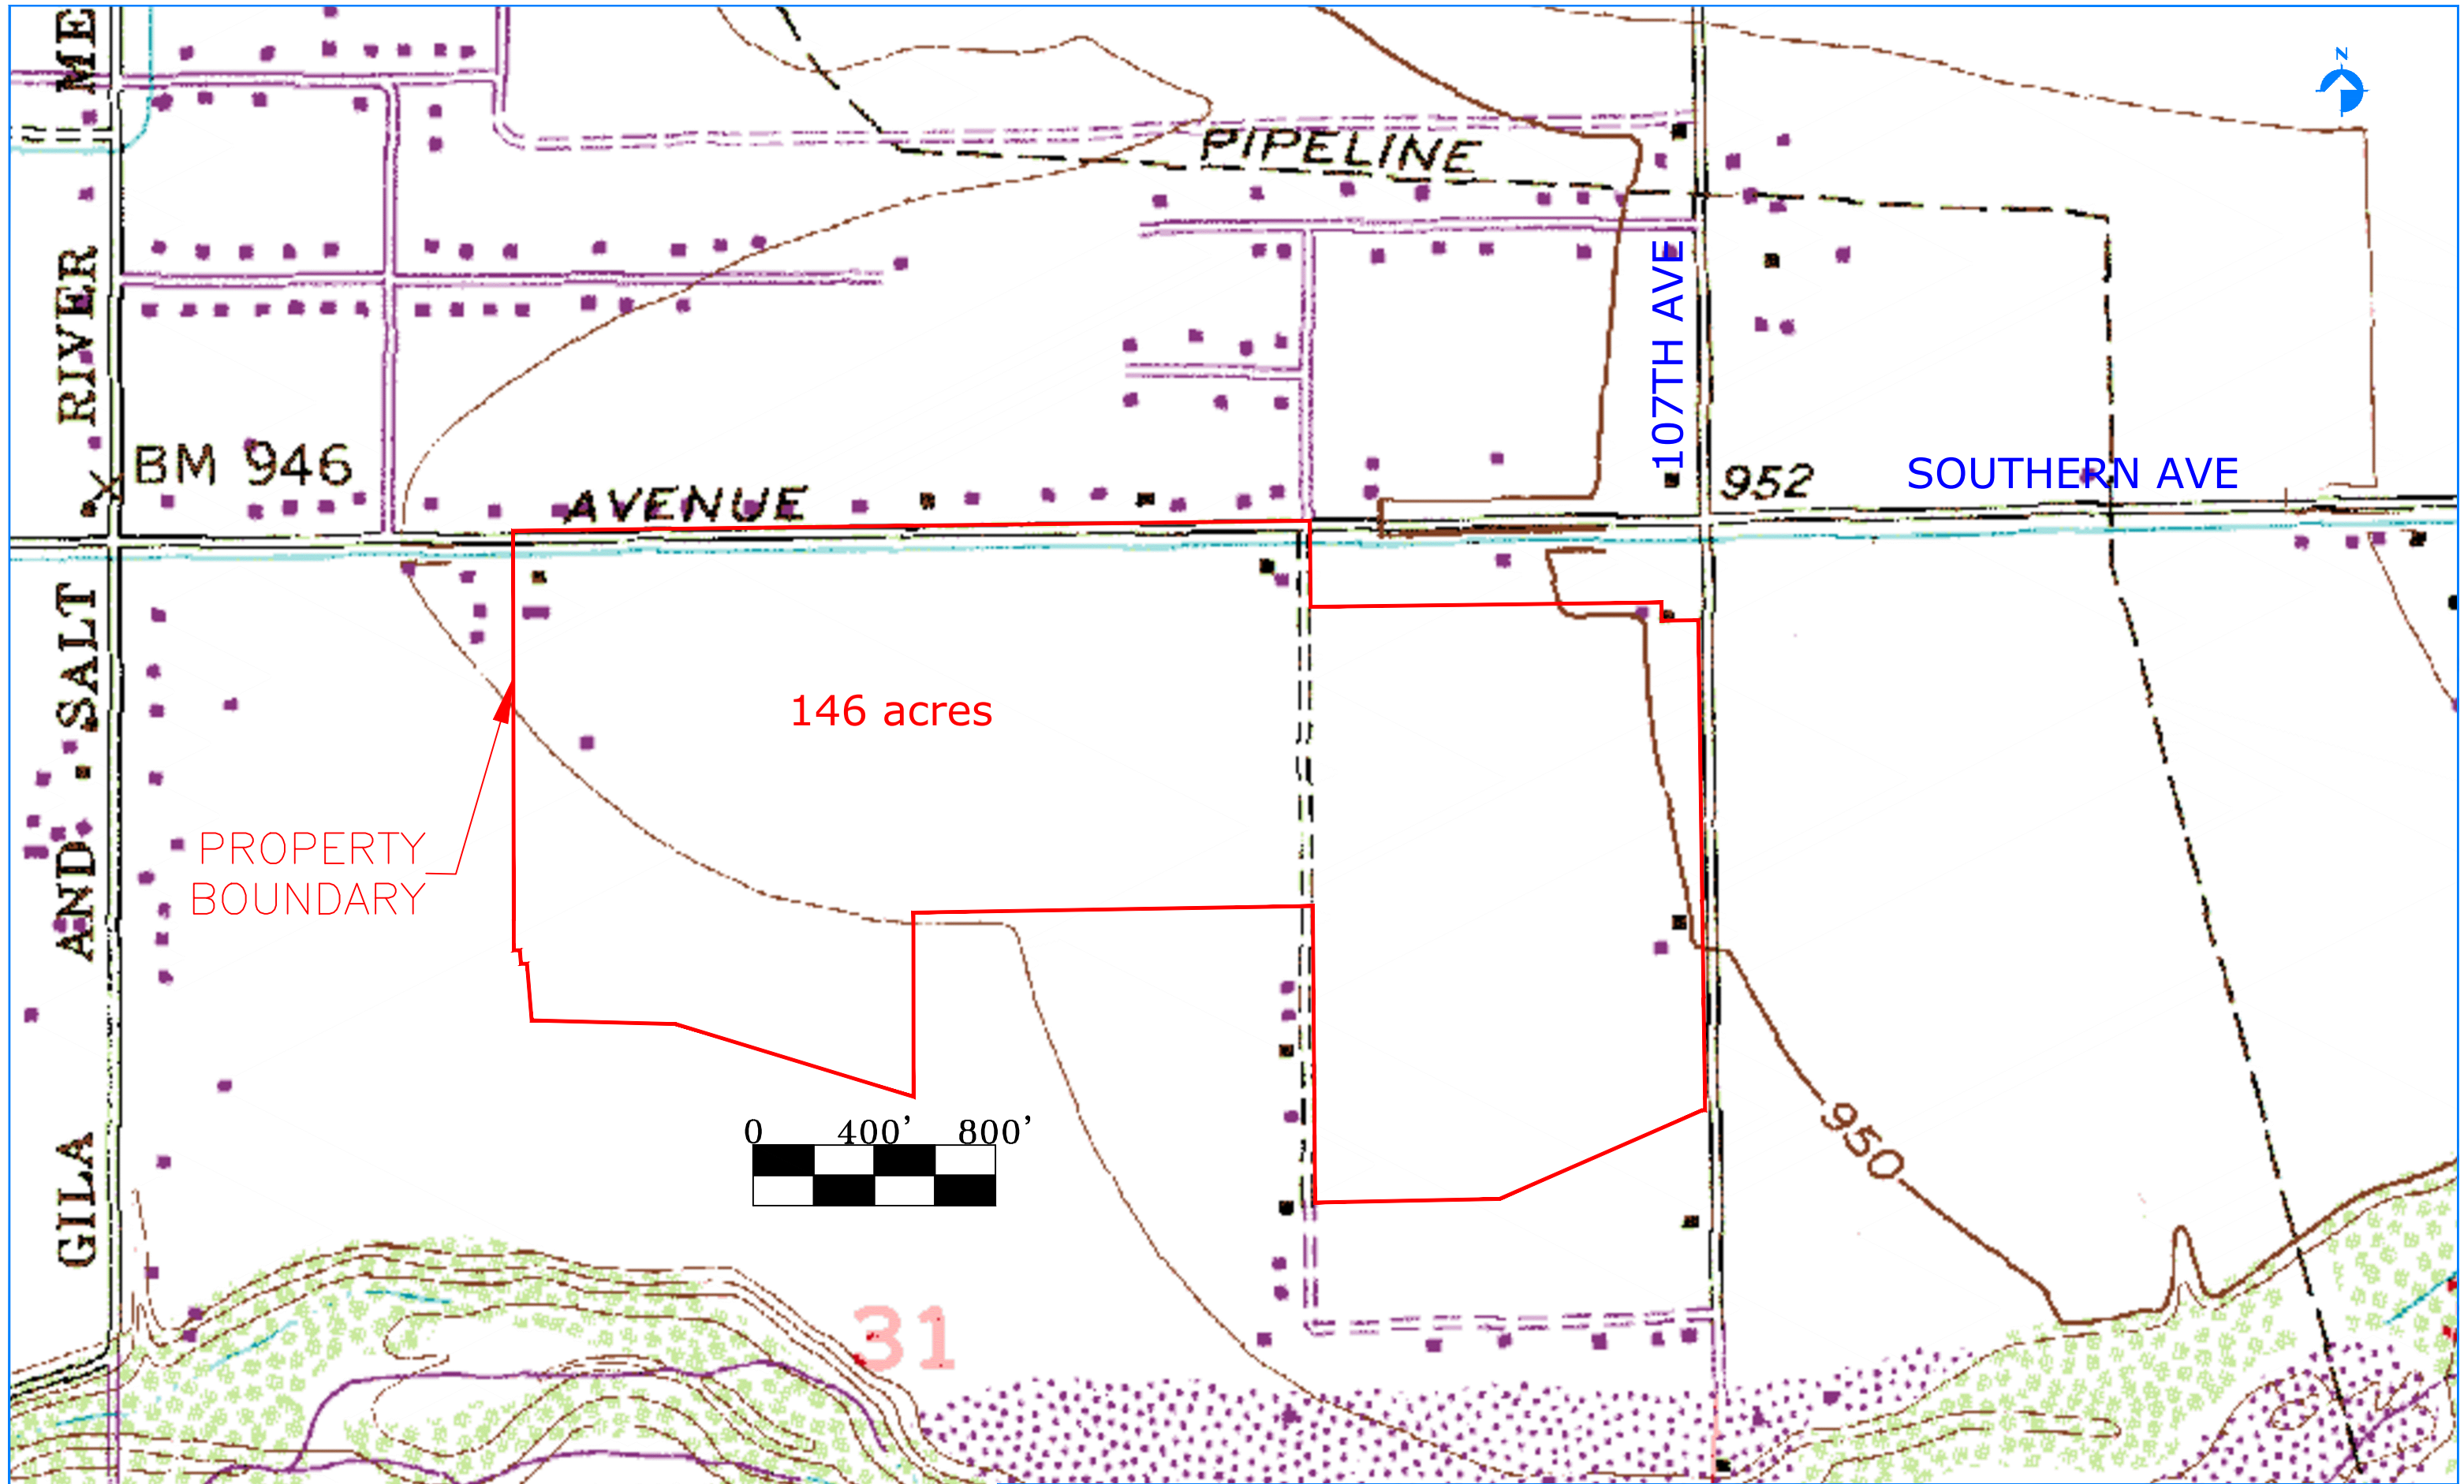 N
PIPELINE
107TH AVE
GILA AND SALT RIVER ME
BM 946
952
SOUTHERN AVE
AVENUE
146 acres
PROPERTY
BOUNDARY
0 400' 800'
950
31